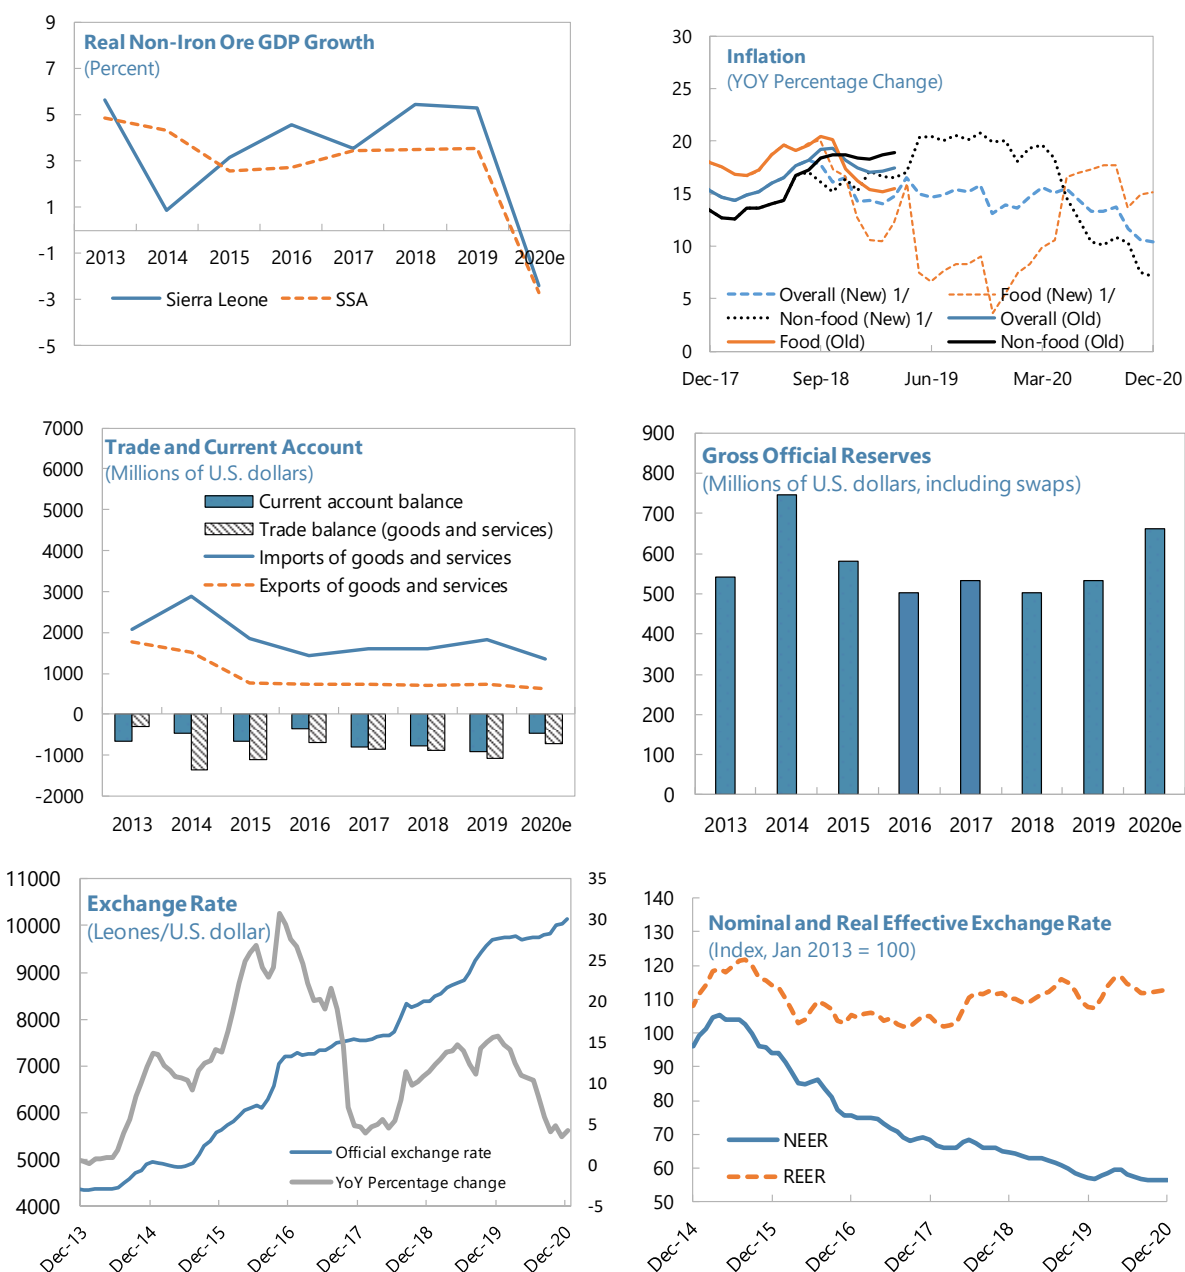 Real Non-Iron Ore GDP Growth
(Percent)
9
7
5
3
1
-1
-3
-5
2013 2014 2015 2016 2017 2018 2019 2020e
Sierra Leone SSA
Inflation
(YOY Percentage Change)
30
25
20
15
10
5
0
Overall (New) 1/ Food (New) 1/
Non-food (New) 1/ Overall (Old)
Food (Old) Non-food (Old)
Dec-17 Sep-18 Jun-19 Mar-20 Dec-20
Trade and Current Account
(Millions of U.S. dollars)
7000
6000
5000
4000
3000
2000
1000
0
-1000
-2000
Current account balance
Trade balance (goods and services)
Imports of goods and services
Exports of goods and services
2013 2014 2015 2016 2017 2018 2019 2020e
Gross Official Reserves
(Millions of U.S. dollars, including swaps)
900
800
700
600
500
400
300
200
100
0
2013 2014 2015 2016 2017 2018 2019 2020e
Exchange Rate
(Leones/U.S. dollar)
11000
10000
9000
8000
7000
6000
5000
4000
35
30
25
20
15
10
5
0
-5
Official exchange rate
YoY Percentage change
Dec-13 Dec-14 Dec-15 Dec-16 Dec-17 Dec-18 Dec-19 Dec-20
Nominal and Real Effective Exchange Rate
(Index, Jan 2013 = 100)
140
130
120
110
100
90
80
70
60
50
NEER
REER
Dec-14 Dec-15 Dec-16 Dec-17 Dec-18 Dec-19 Dec-20